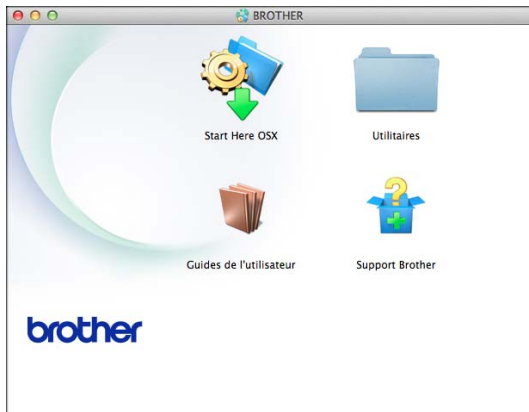 BROTHER
Start Here OSX
Utilitaires
Guides de l'utilisateur
Support Brother
brother